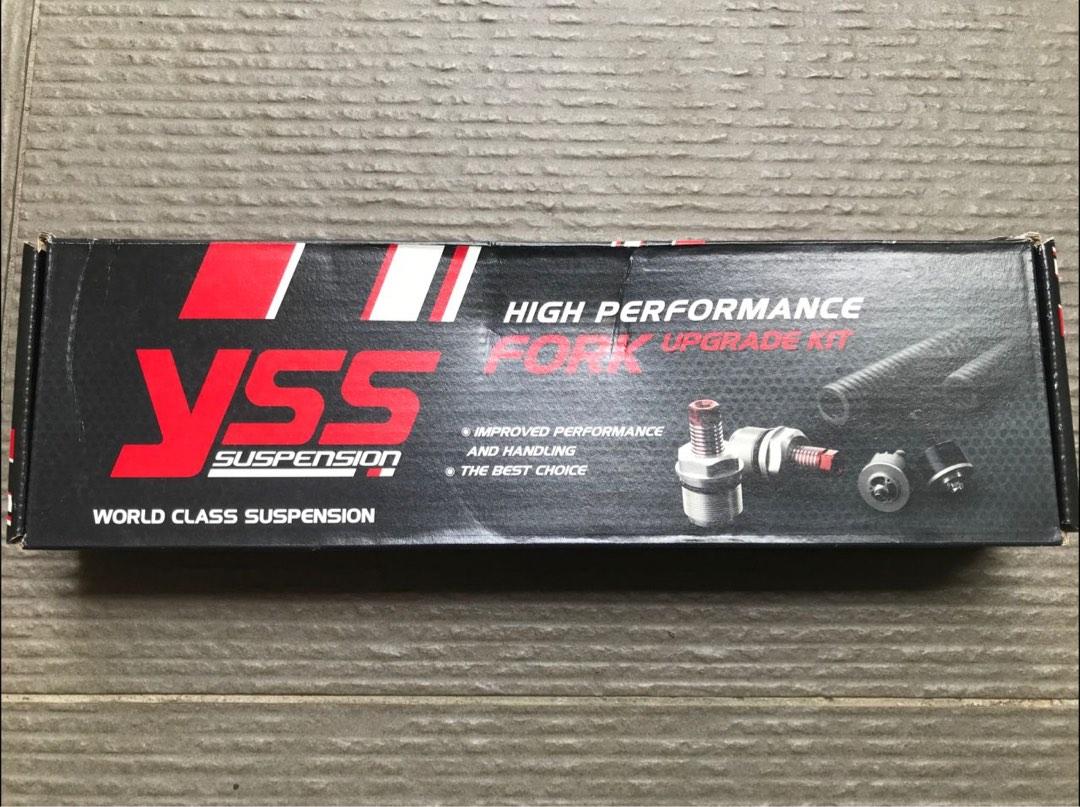 HIGH PERFORMANCE
FORK UPGRADE KIT
YSS
SUSPENSION
IMPROVED PERFORMANCE
AND HANDLING
THE BEST CHOICE
WORLD CLASS SUSPENSION